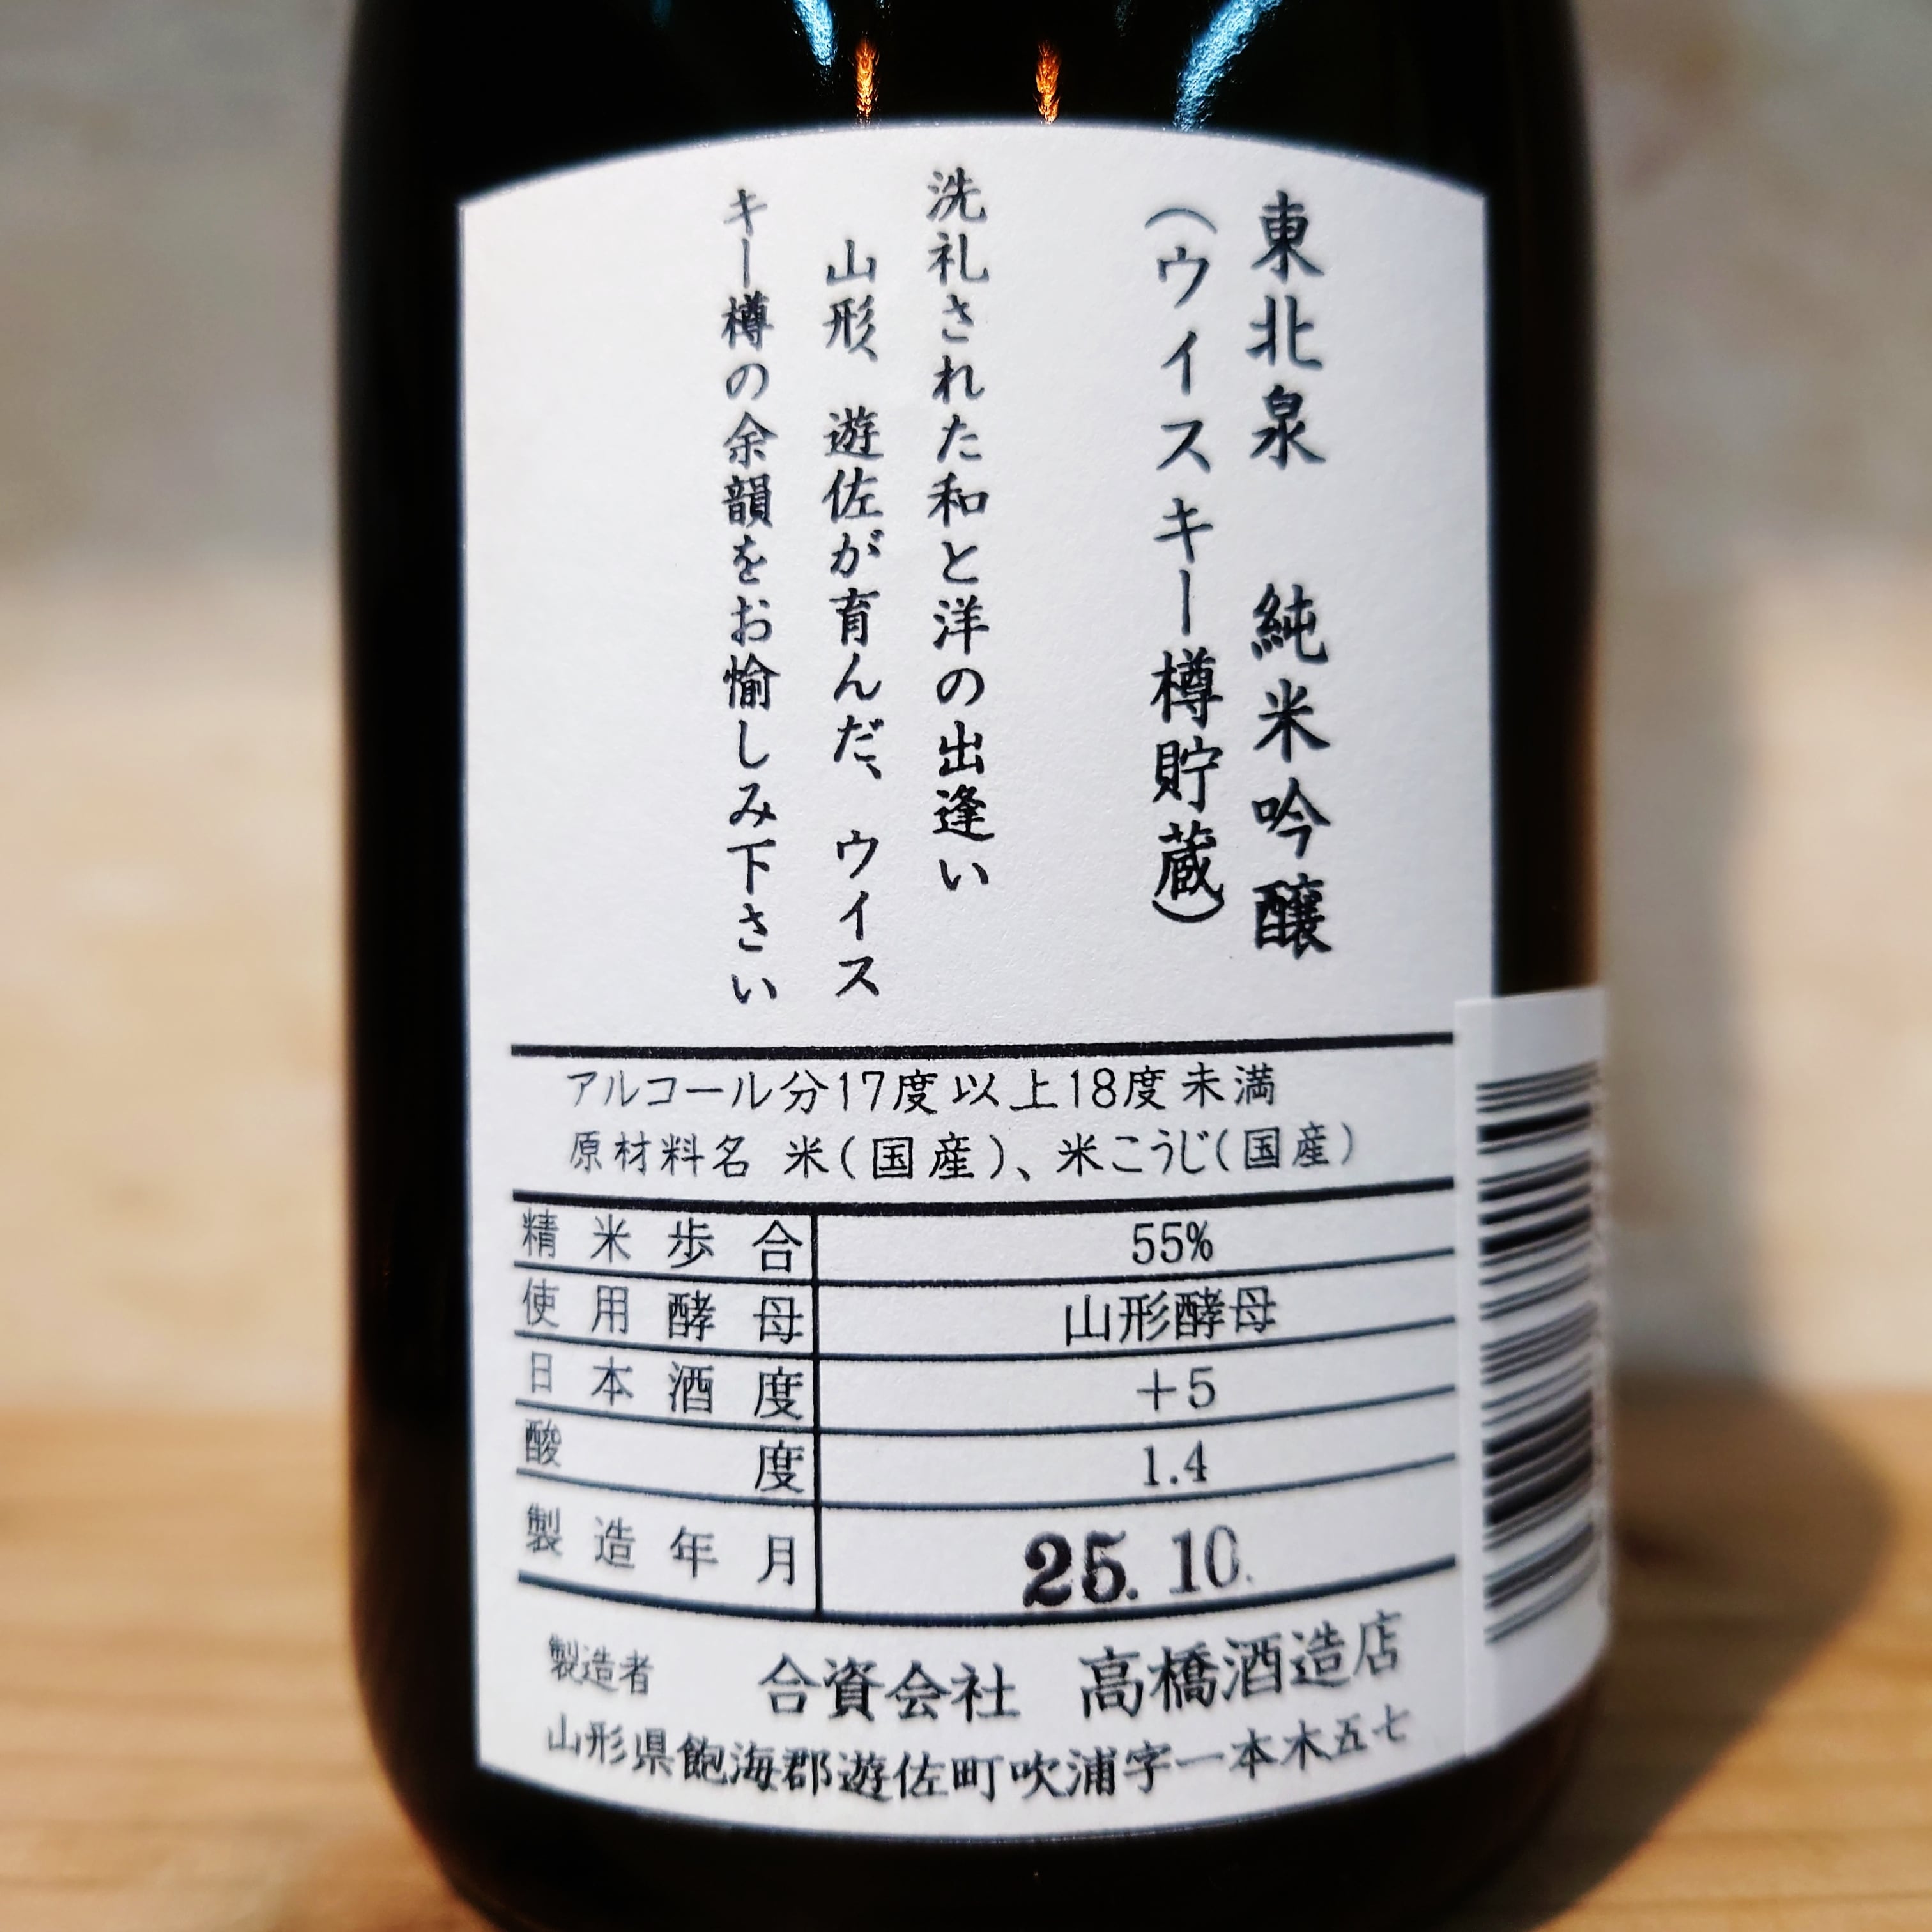 東北泉 純米吟醸
(ウイスキー樽貯蔵)
洗礼された和と洋の出逢い
山形、遊佐が育んだ、ウイス
キー樽の余韻をお愉しみ下さい
アルコール分17度以上18度未満
原材料名 米(国産)、米こうじ(国産)
精米歩合 55%
使用酵母 山形酵母
日本酒度 +5
酸度 1.4
製造年月 25.10.
製造者 合資会社 高橋酒造店
山形県飽海郡遊佐町吹浦字一本木五七